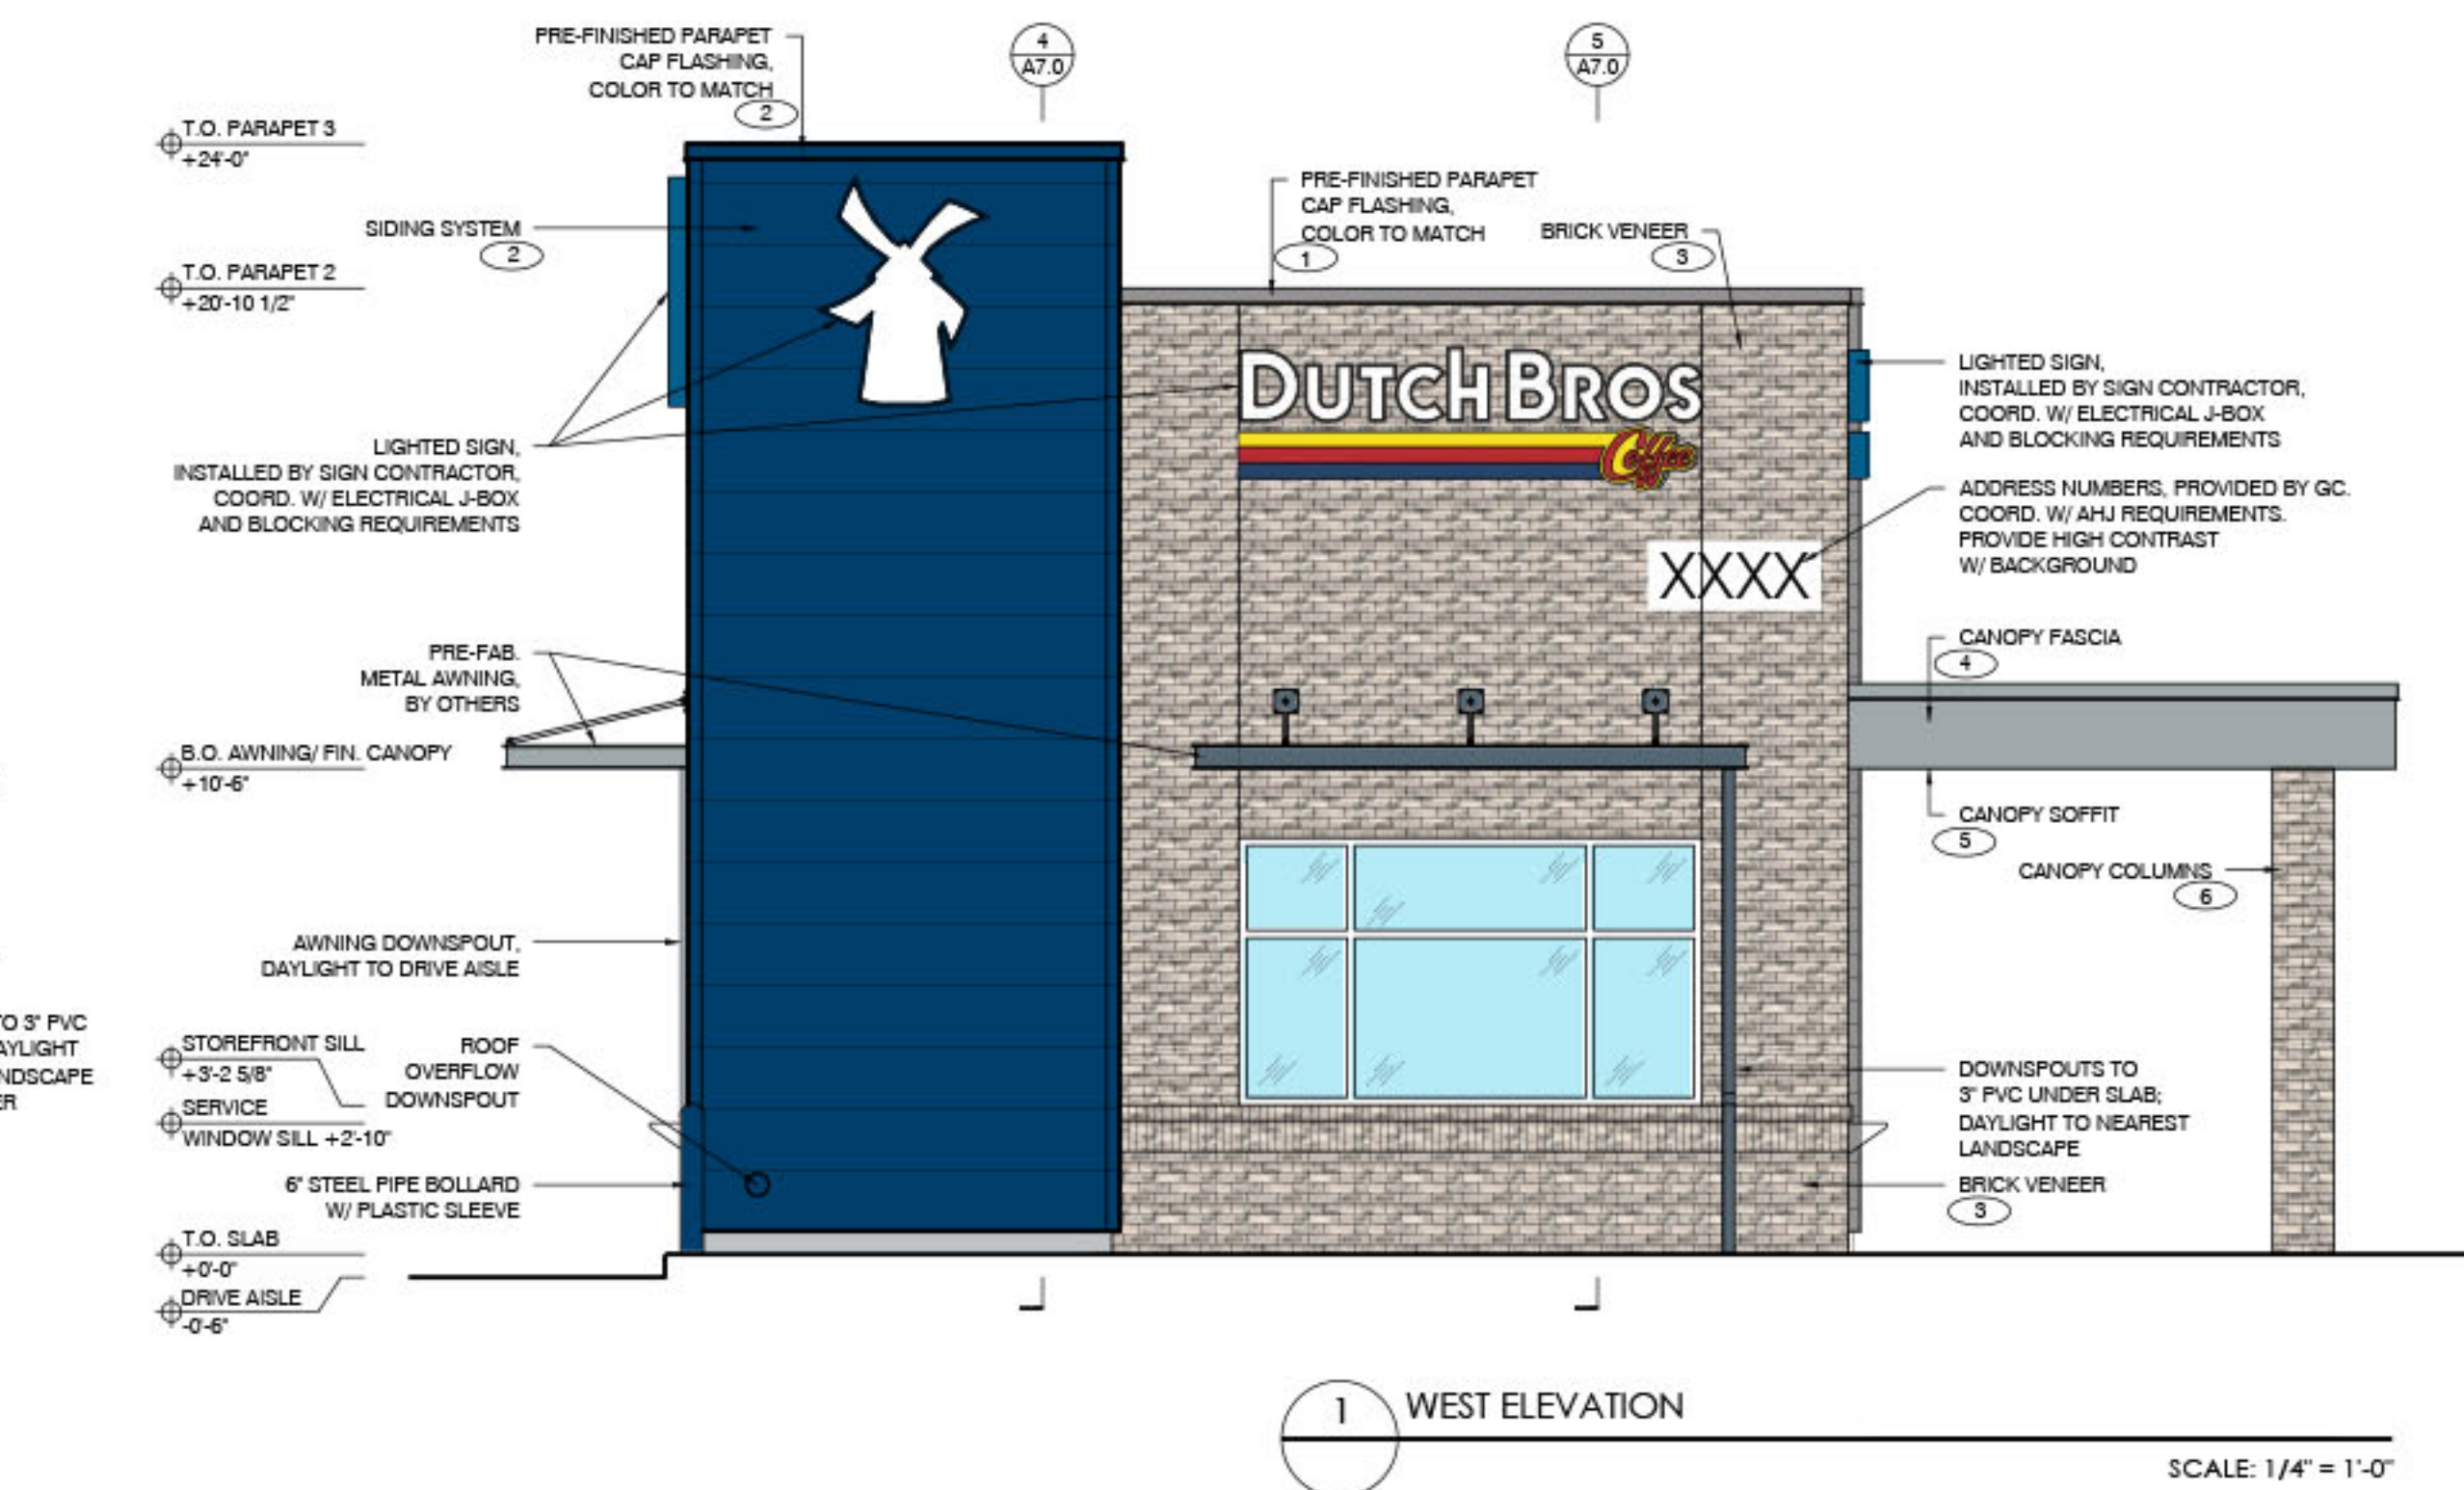 PRE-FINISHED PARAPET
CAP FLASHING,
COLOR TO MATCH
2
4
A7.0
5
A7.0
T.O. PARAPET 3
+24'-0"
SIDING SYSTEM
2
T.O. PARAPET 2
+20'-10 1/2"
PRE-FINISHED PARAPET
CAP FLASHING,
COLOR TO MATCH
1
BRICK VENEER
3
DUTCH BROS
Coffee
LIGHTED SIGN,
INSTALLED BY SIGN CONTRACTOR,
COORD. W/ ELECTRICAL J-BOX
AND BLOCKING REQUIREMENTS
LIGHTED SIGN,
INSTALLED BY SIGN CONTRACTOR,
COORD. W/ ELECTRICAL J-BOX
AND BLOCKING REQUIREMENTS
ADDRESS NUMBERS, PROVIDED BY GC.
COORD. W/ AHJ REQUIREMENTS.
PROVIDE HIGH CONTRAST
W/ BACKGROUND
XXXX
PRE-FAB.
METAL AWNING,
BY OTHERS
CANOPY FASCIA
4
B.O. AWNING/ FIN. CANOPY
+10'-6"
CANOPY SOFFIT
5
CANOPY COLUMNS
6
AWNING DOWNSPOUT,
DAYLIGHT TO DRIVE AISLE
TO 3" PVC
AYLIGHT
NDSCAPE
ER
STOREFRONT SILL
+3'-2 5/8"
SERVICE
WINDOW SILL +2'-10"
ROOF
OVERFLOW
DOWNSPOUT
6" STEEL PIPE BOLLARD
W/ PLASTIC SLEEVE
DOWNSPOUTS TO
3" PVC UNDER SLAB;
DAYLIGHT TO NEAREST
LANDSCAPE
BRICK VENEER
3
T.O. SLAB
+0'-0"
DRIVE AISLE
-0'-6"
1
WEST ELEVATION
SCALE: 1/4" = 1'-0"